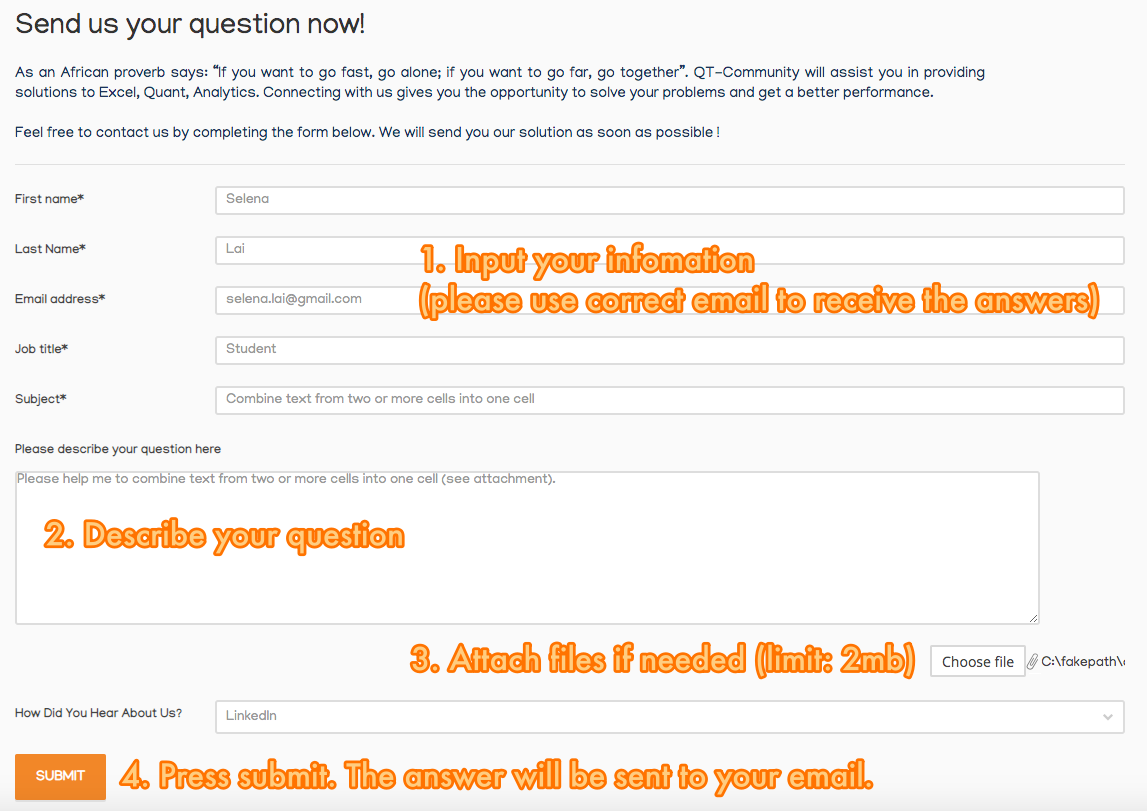 Send us your question now!
As an African proverb says: “If you want to go fast, go alone; if you want to go far, go together”. QT-Community will assist you in providing
solutions to Excel, Quant, Analytics. Connecting with us gives you the opportunity to solve your problems and get a better performance.
Feel free to contact us by completing the form below. We will send you our solution as soon as possible !
First name*
Selena
Last Name*
Lai
1. Input your infomation
Email address*
selena.lai@gmail.com
(please use correct email to receive the answers)
Job title*
Student
Subject*
Combine text from two or more cells into one cell
Please describe your question here
Please help me to combine text from two or more cells into one cell (see attachment).
2. Describe your question
3. Attach files if needed (limit: 2mb)
Choose file
C:\fakepath\
How Did You Hear About Us?
LinkedIn
SUBMIT
4. Press submit. The answer will be sent to your email.